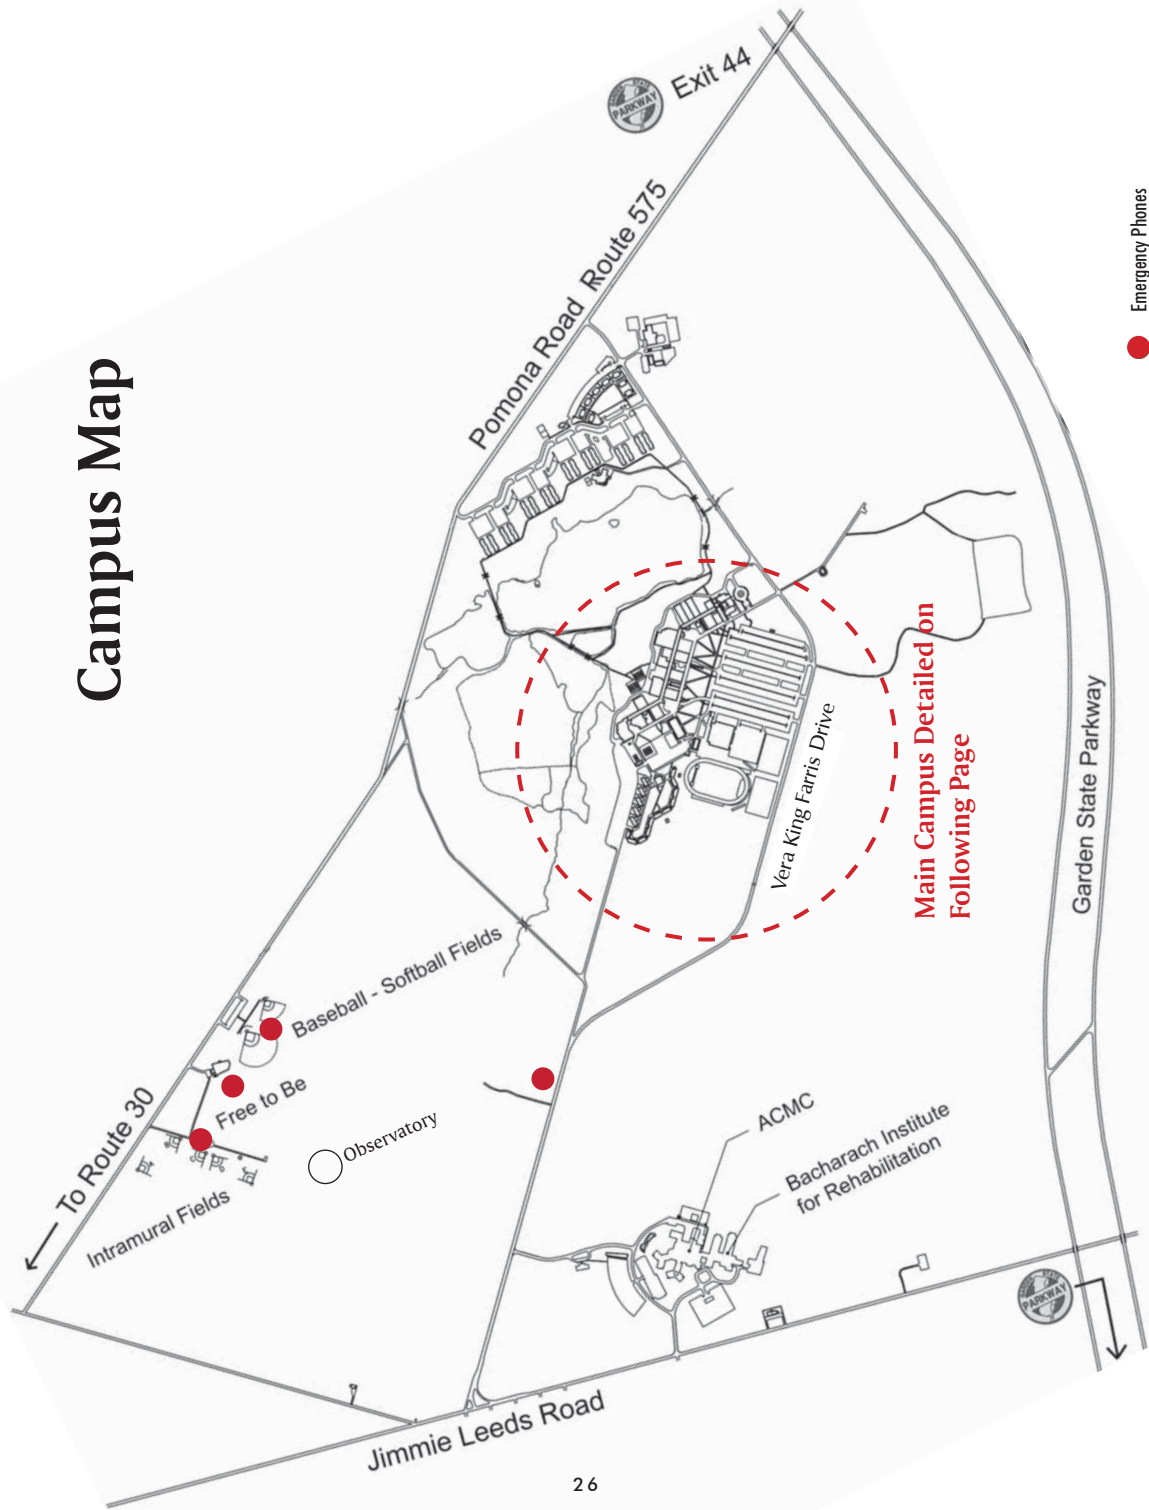 Campus Map
PARKWAY
Exit 44
Pomona Road Route 575
Emergency Phones
Main Campus Detailed on
Following Page
Vera King Farris Drive
Garden State Parkway
Baseball - Softball Fields
Free to Be
To Route 30
Observatory
Intramural Fields
ACMC
Bacharach Institute
for Rehabilitation
PARKWAY
Jimmie Leeds Road
26